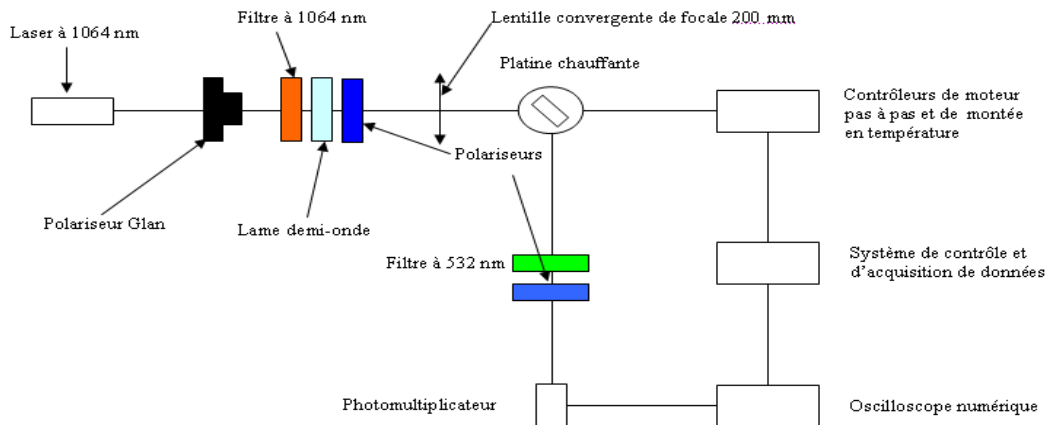 Filtre à 1064 nm
Lentille convergente de focale 200 mm
Laser à 1064 nm
Platine chauffante
Contrôleurs de moteur
pas à pas et de montée
en température
Polariseurs
Polariseur Glan
Lame demi-onde
Filtre à 532 nm
Système de contrôle et
d'acquisition de données
Photomultiplicateur
Oscilloscope numérique